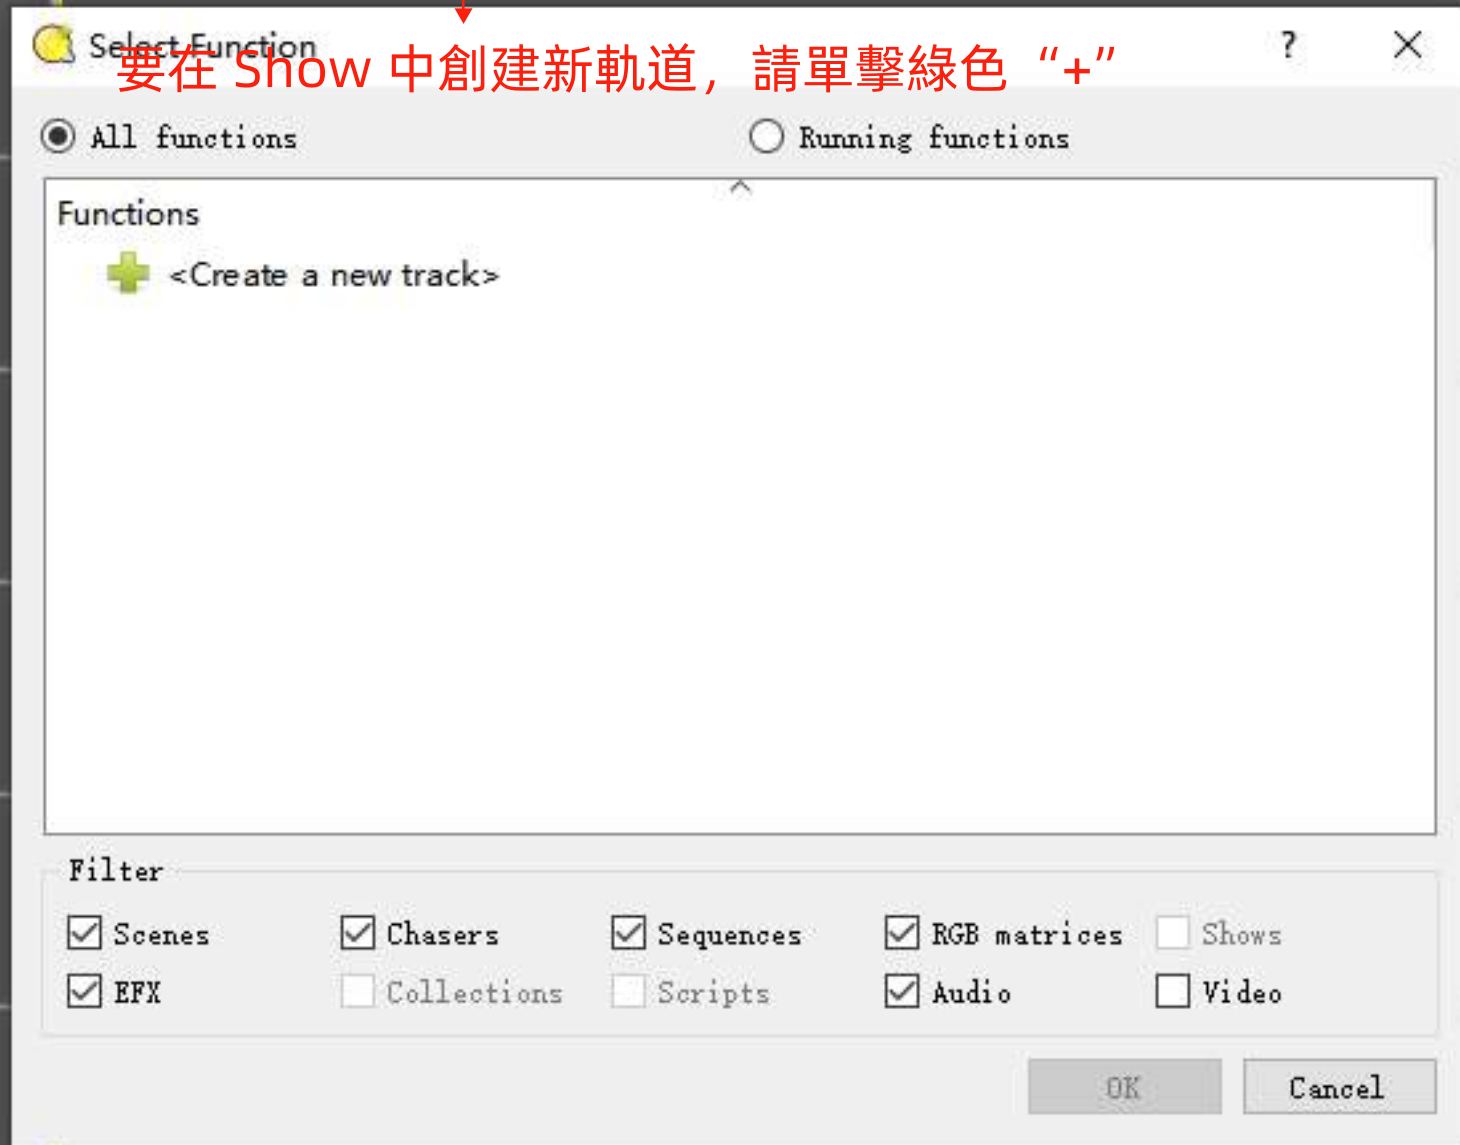 Select Function
?
要在 Show 中創建新軌道，請單擊綠色“+”
All functions
Running functions
Functions
<Create a new track>
Filter
Scenes
Chasers
Sequences
RGB matrices
Shows
EFX
Collections
Scripts
Audio
Video
OK
Cancel